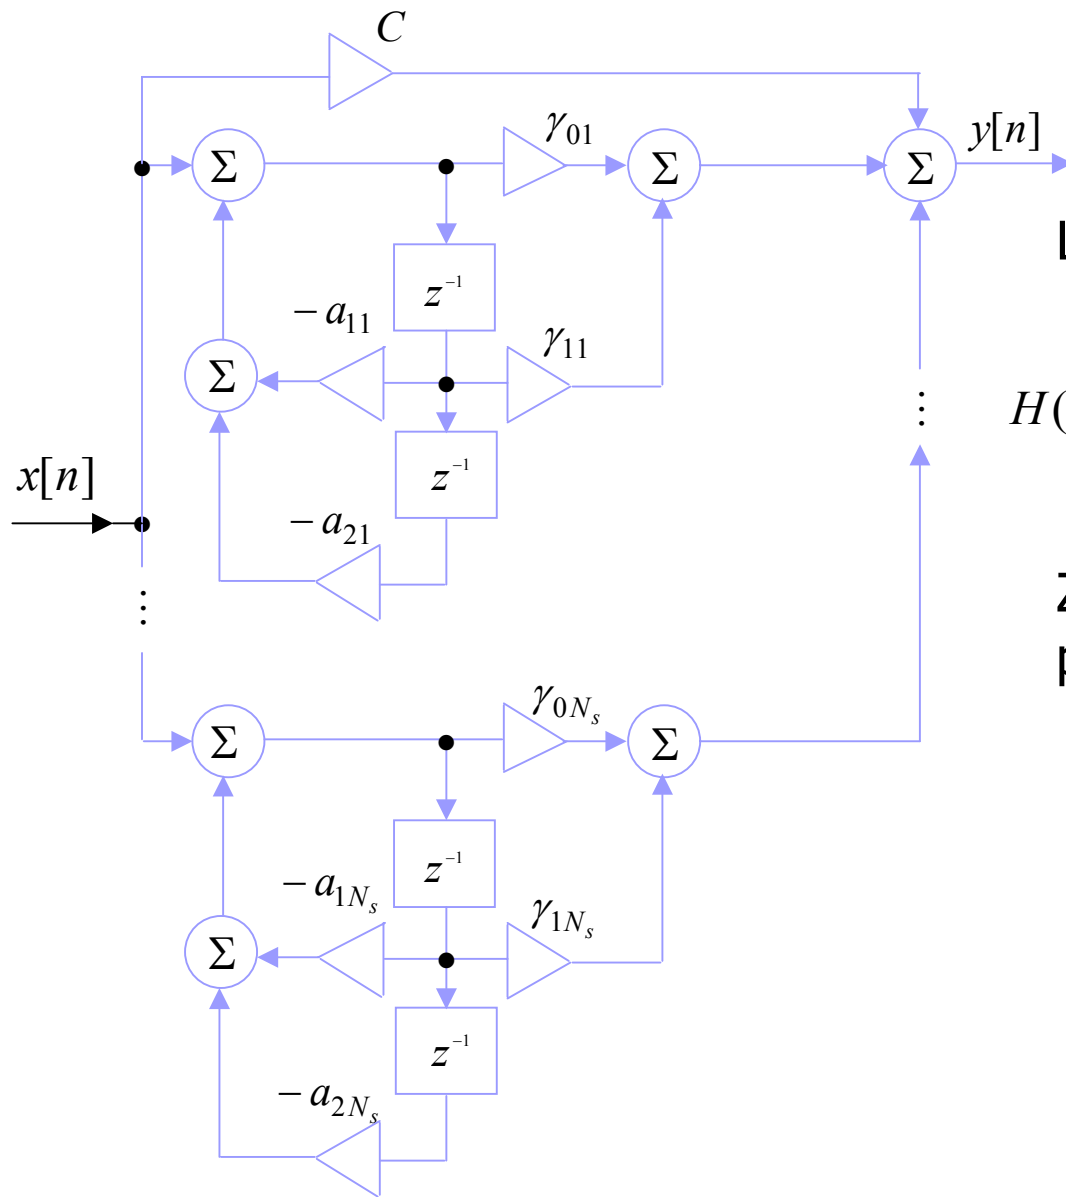 C
γ01
Σ Σ Σ y[n]
z⁻¹
− a11
γ11
Σ
⋮ H(
z⁻¹
x[n]
− a21
⋮
γ0Ns
Σ Σ
z⁻¹
− a1Ns
γ1Ns
Σ
z⁻¹
− a2Ns